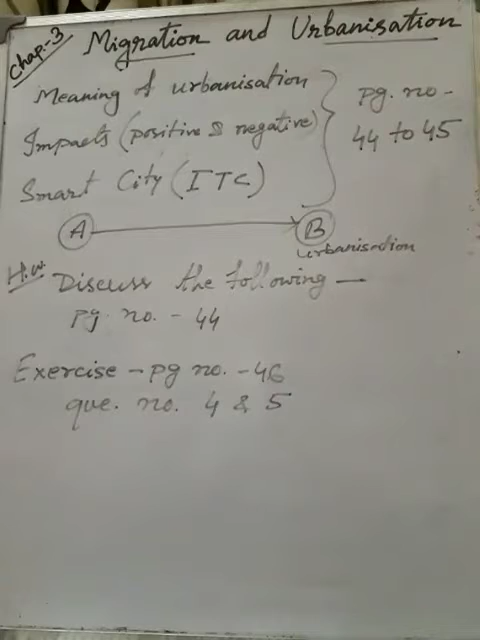 Chap:-3
Migration and Urbanisation
Meaning of urbanisation
Impacts (positive & negative)
Smart City (ITC)
pg. no -
44 to 45
A B
urbanisation
H.W. Discuss the following —
pg. no. - 44
Exercise - pg no. - 46
que. no. 4 & 5